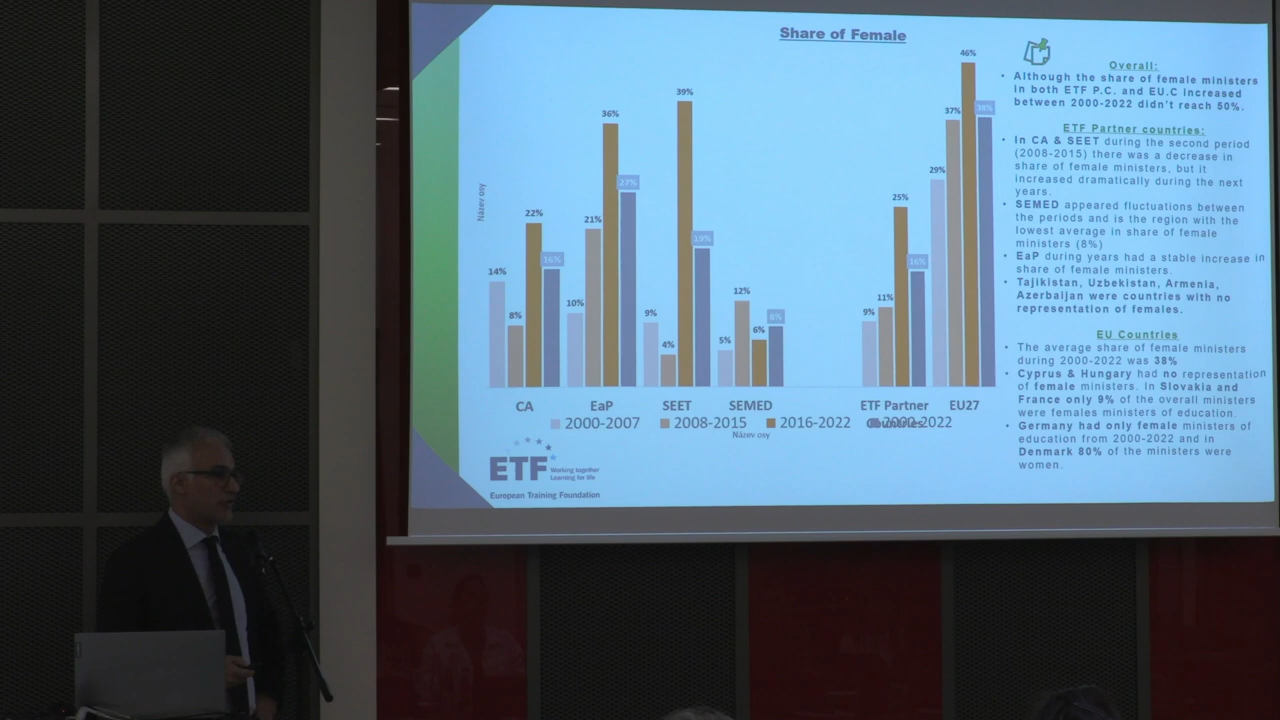 Share of Female
Název osy
14%
8%
22%
16%
10%
21%
36%
27%
9%
4%
39%
19%
5%
12%
6%
8%
9%
11%
25%
16%
29%
37%
46%
38%
CA
EaP
SEET
SEMED
ETF Partner
Countries
EU27
2000-2007
2008-2015
2016-2022
2000-2022
Název osy
ETF
Working together
Learning for life
European Training Foundation
Overall:
• Although the share of female ministers
in both ETF P.C. and EU.C increased
between 2000-2022 didn't reach 50%.
ETF Partner countries:
• In CA & SEET during the second period
(2008-2015) there was a decrease in
share of female ministers, but it
increased dramatically during the next
years.
• SEMED appeared fluctuations between
the periods and is the region with the
lowest average in share of female
ministers (8%)
• EaP during years had a stable increase in
share of female ministers.
• Tajikistan, Uzbekistan, Armenia,
Azerbaijan were countries with no
representation of females.
EU Countries
• The average share of female ministers
during 2000-2022 was 38%
• Cyprus & Hungary had no representation
of female ministers. In Slovakia and
France only 9% of the overall ministers
were females ministers of education.
• Germany had only female ministers of
education from 2000-2022 and in
Denmark 80% of the ministers were
women.